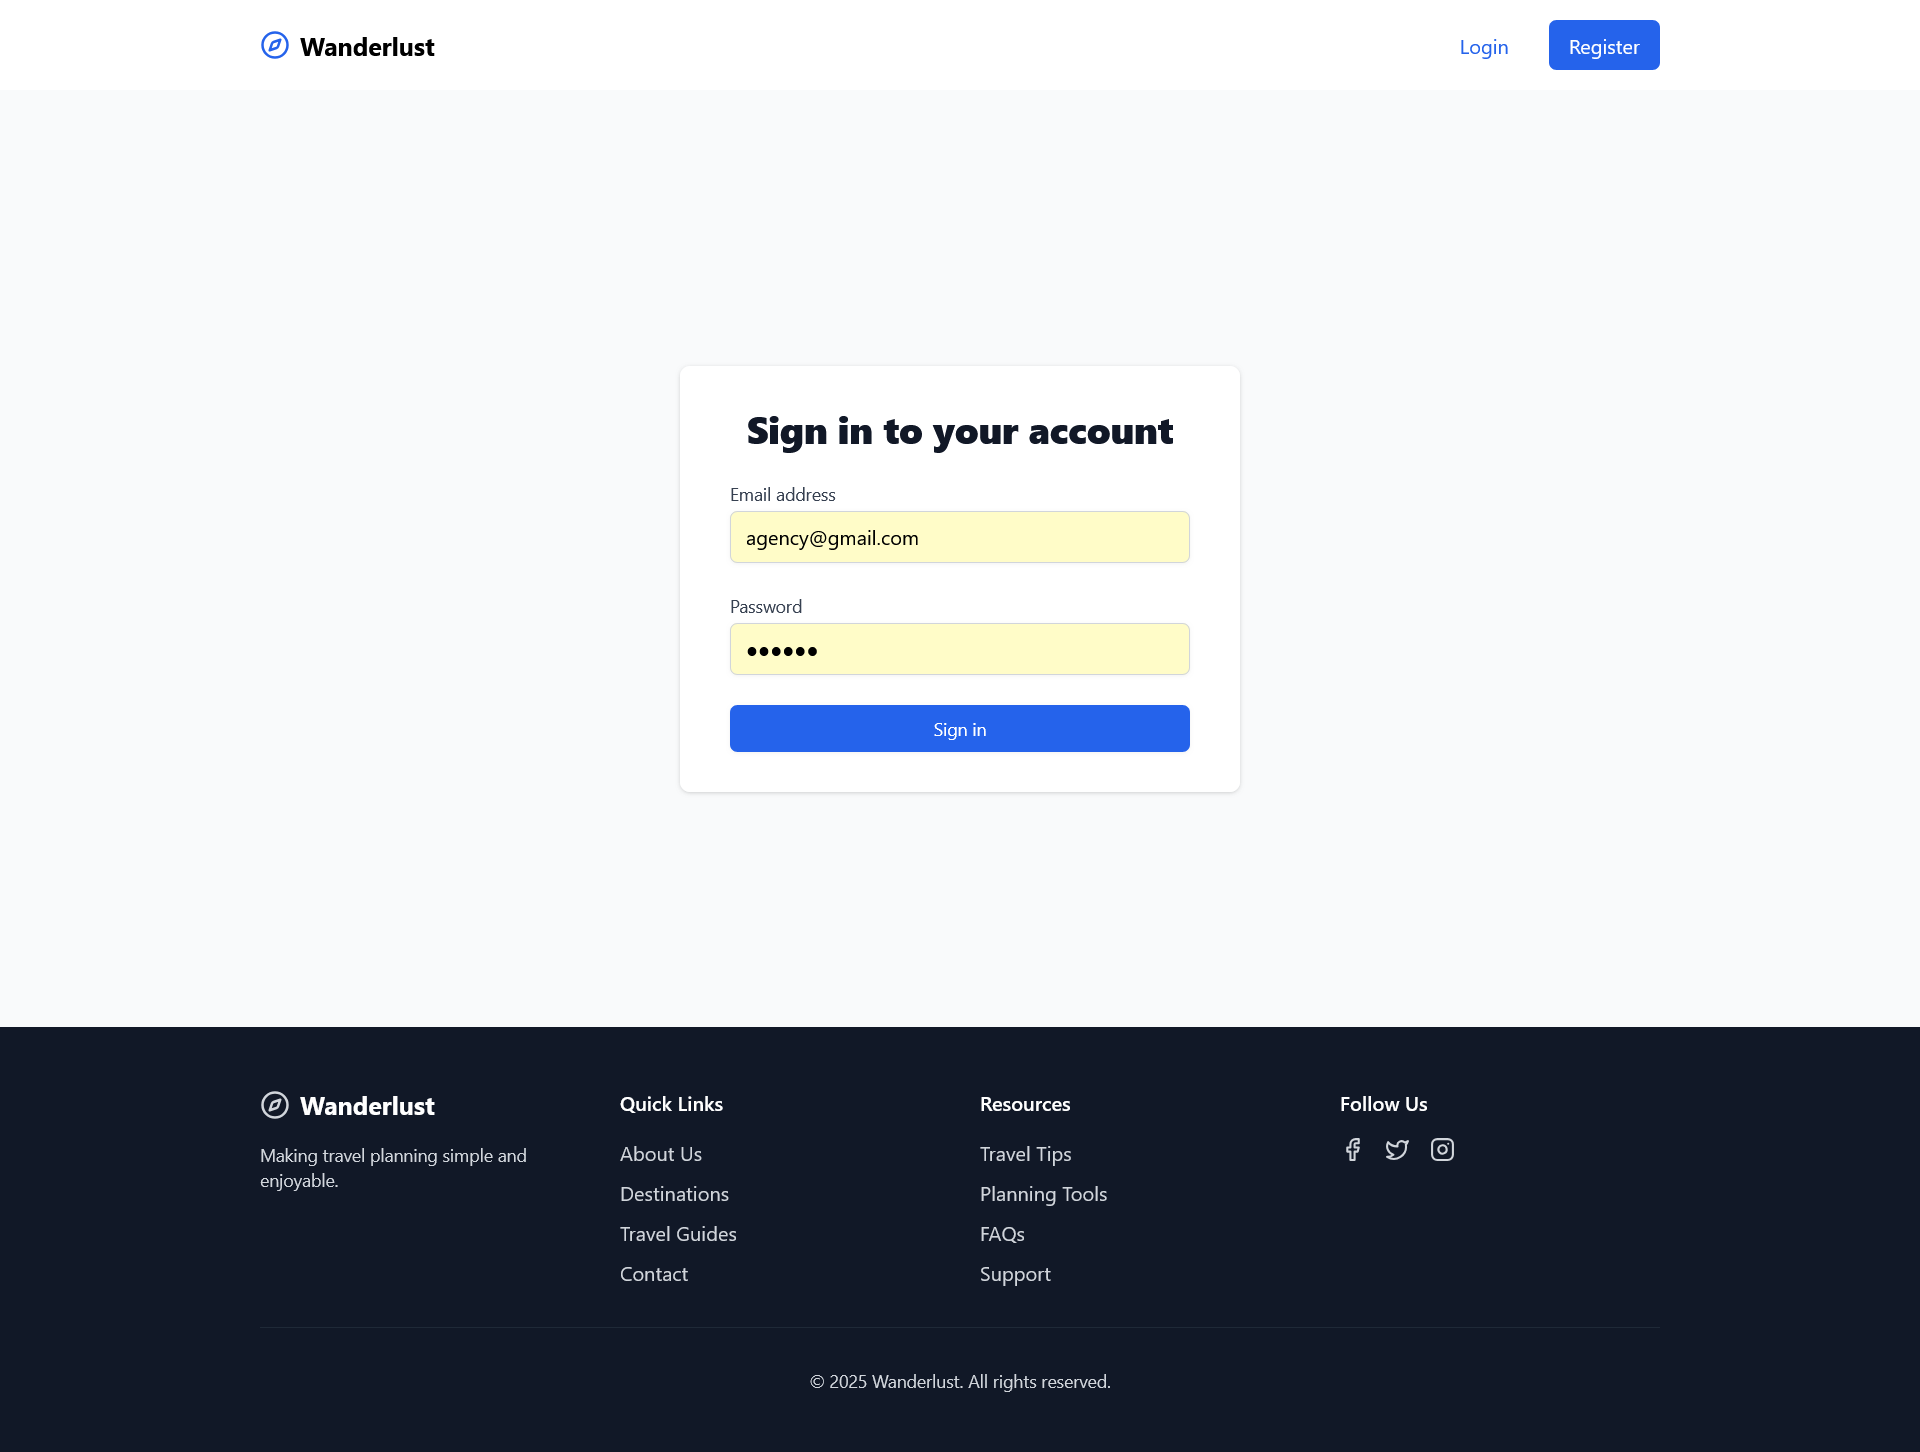 Wanderlust
Login
Register
Sign in to your account
Email address
agency@gmail.com
Password
••••••
Sign in
Wanderlust
Making travel planning simple and
enjoyable.
Quick Links
About Us
Destinations
Travel Guides
Contact
Resources
Travel Tips
Planning Tools
FAQs
Support
Follow Us
© 2025 Wanderlust. All rights reserved.